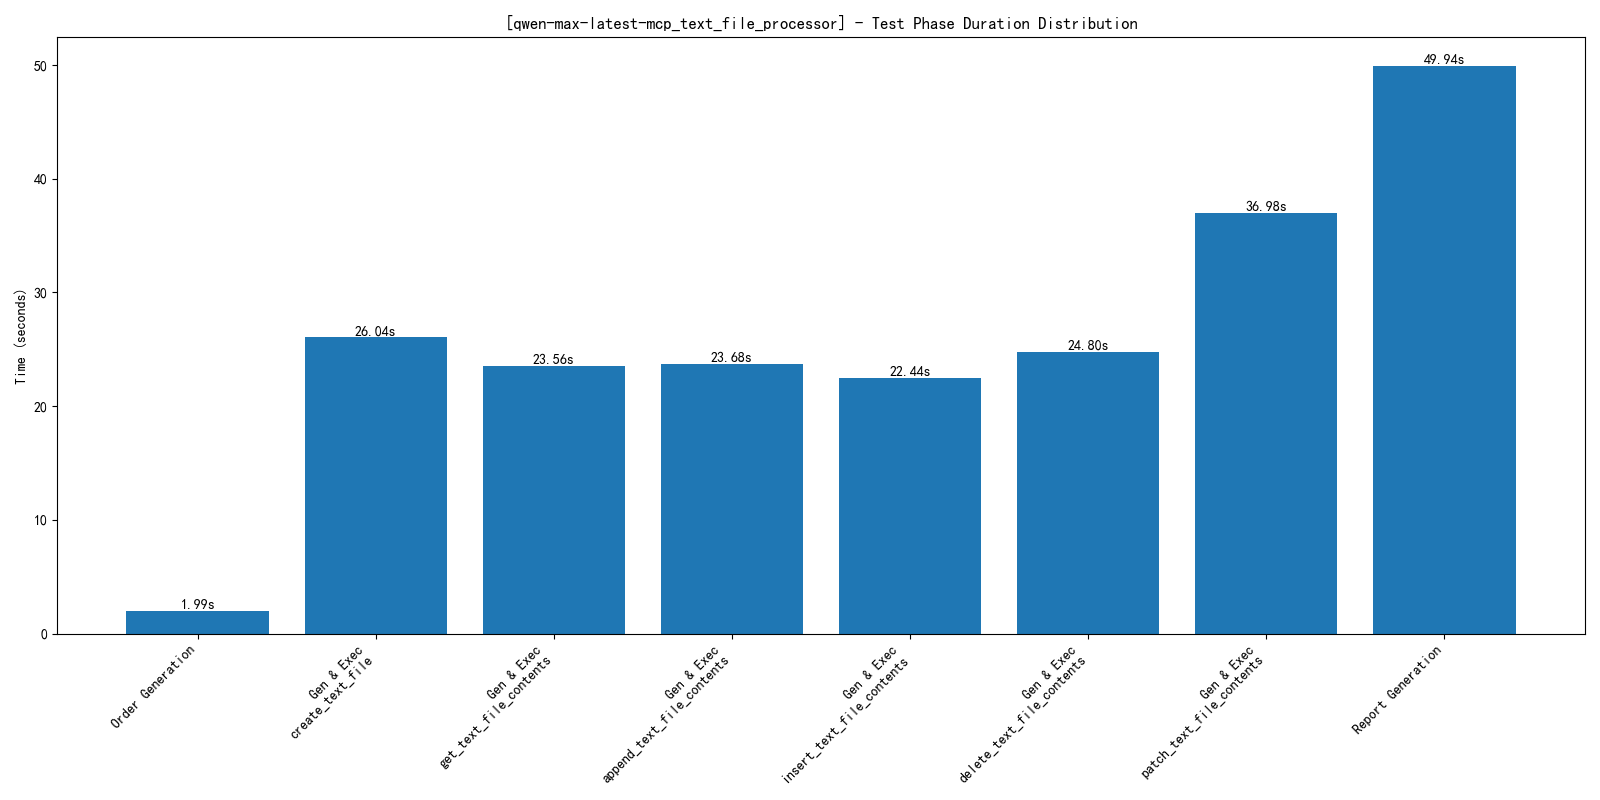 [qwen-max-latest-mcp_text_file_processor] - Test Phase Duration Distribution
Time (seconds)
50
40
30
20
10
0
1.99s
26.04s
23.56s
23.68s
22.44s
24.80s
36.98s
49.94s
Order Generation
Gen & Exec
create_text_file
Gen & Exec
get_text_file_contents
Gen & Exec
append_text_file_contents
Gen & Exec
insert_text_file_contents
Gen & Exec
delete_text_file_contents
Gen & Exec
patch_text_file_contents
Report Generation